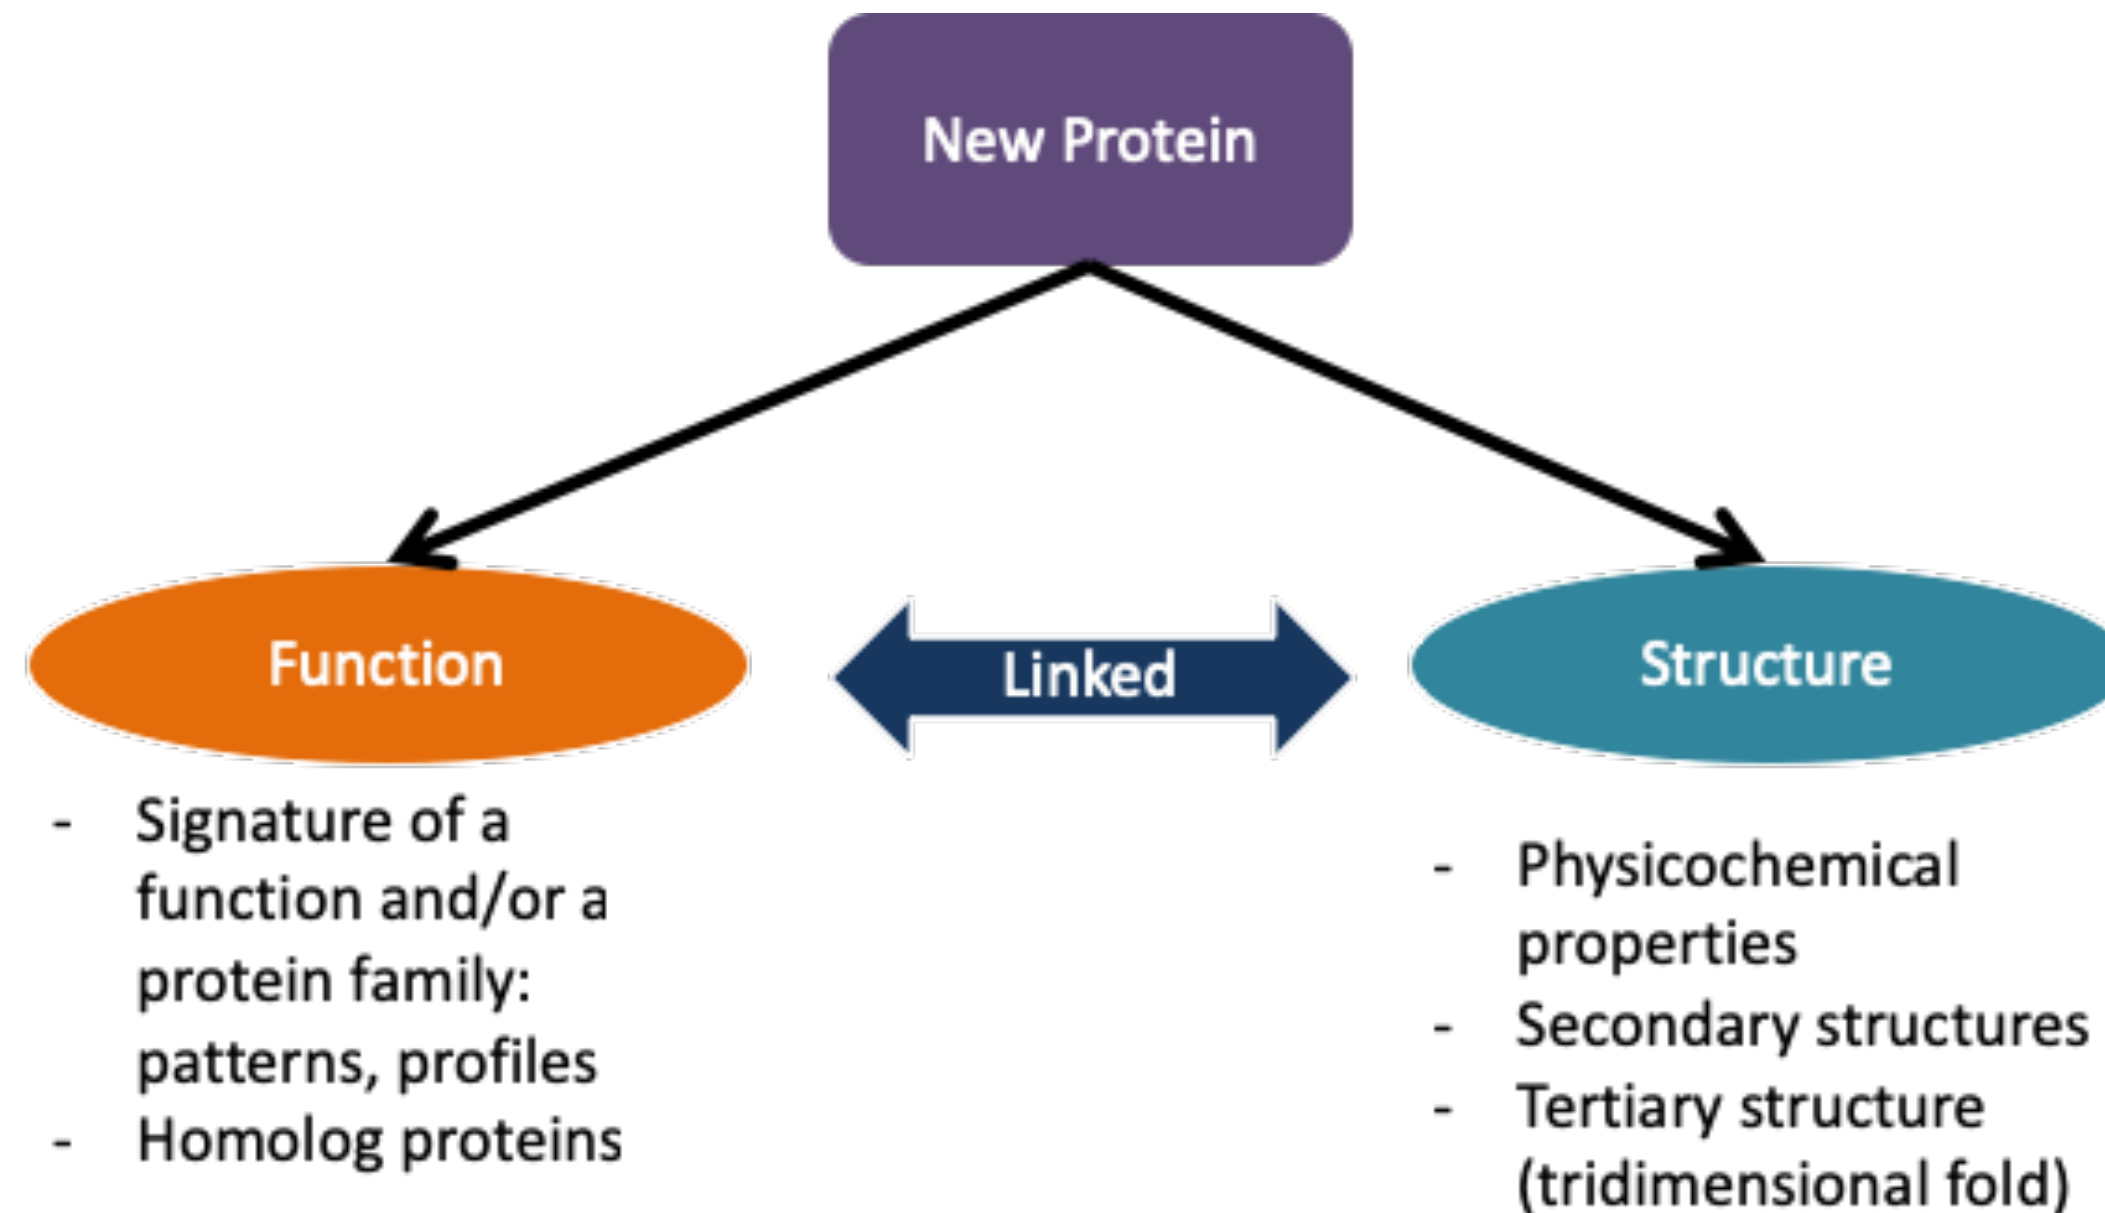 New Protein
Function
Linked
Structure
- Signature of a
function and/or a
protein family:
patterns, profiles
- Homolog proteins
- Physicochemical
properties
- Secondary structures
- Tertiary structure
(tridimensional fold)